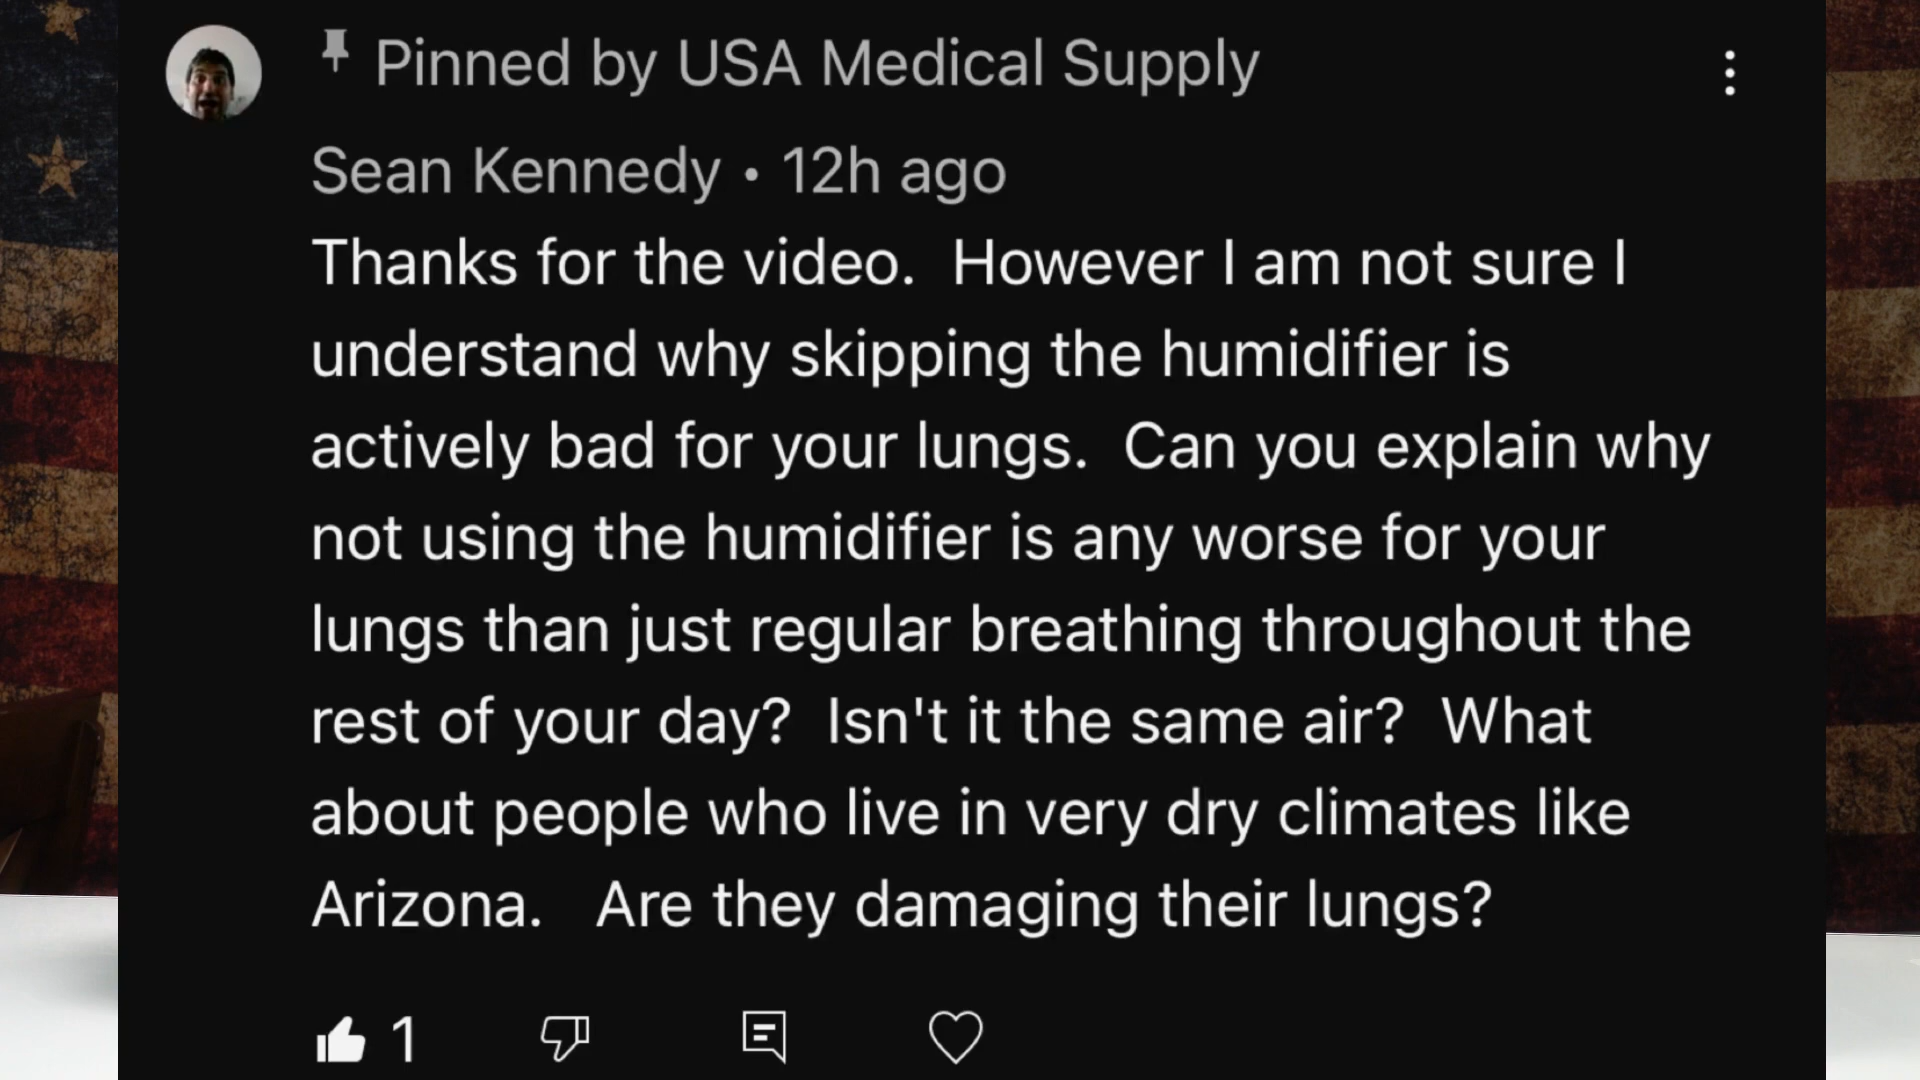 Pinned by USA Medical Supply
Sean Kennedy • 12h ago
Thanks for the video.  However I am not sure I
understand why skipping the humidifier is
actively bad for your lungs.  Can you explain why
not using the humidifier is any worse for your
lungs than just regular breathing throughout the
rest of your day?  Isn't it the same air?  What
about people who live in very dry climates like
Arizona.   Are they damaging their lungs?
1